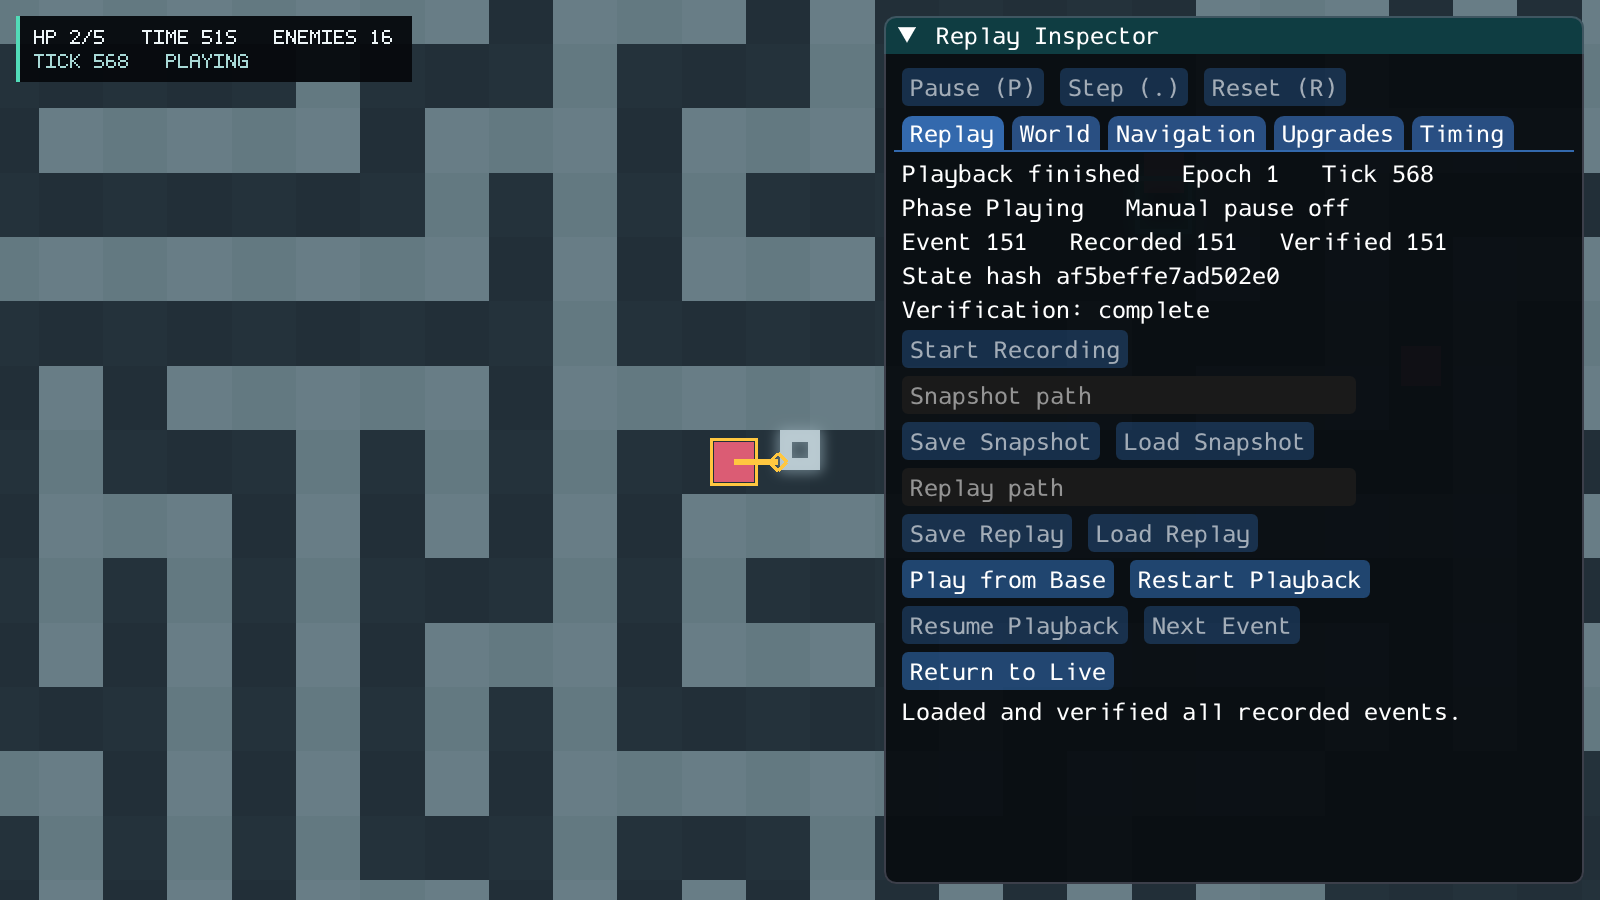 HP 2/5 TIME 51S ENEMIES 16
TICK 568 PLAYING
▼ Replay Inspector
Pause (P) Step (.) Reset (R)
Replay World Navigation Upgrades Timing
Playback finished Epoch 1 Tick 568
Phase Playing Manual pause off
Event 151 Recorded 151 Verified 151
State hash af5beffe7ad502e0
Verification: complete
Start Recording
Snapshot path
Save Snapshot Load Snapshot
Replay path
Save Replay Load Replay
Play from Base Restart Playback
Resume Playback Next Event
Return to Live
Loaded and verified all recorded events.